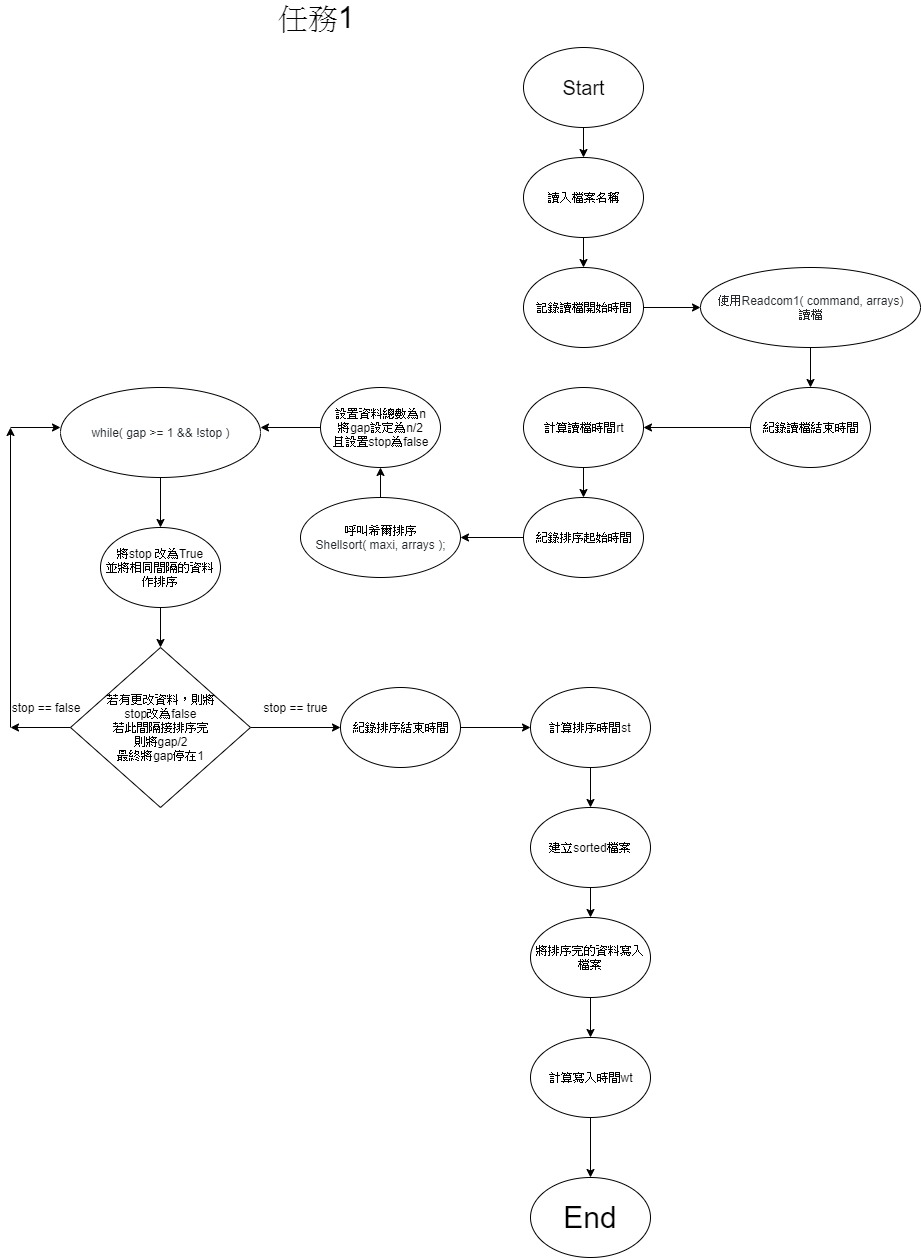 任務1
Start
讀入檔案名稱
記錄讀檔開始時間
使用Readcom1( command, arrays)
讀檔
紀錄讀檔結束時間
計算讀檔時間rt
紀錄排序起始時間
呼叫希爾排序
Shellsort( maxi, arrays );
設置資料總數為n
將gap設定為n/2
且設置stop為false
while( gap >= 1 && !stop )
將stop 改為True
並將相同間隔的資料
作排序
若有更改資料，則將
stop改為false
若此間隔接排序完
則將gap/2
最終將gap停在1
stop == false
stop == true
紀錄排序結束時間
計算排序時間st
建立sorted檔案
將排序完的資料寫入
檔案
計算寫入時間wt
End